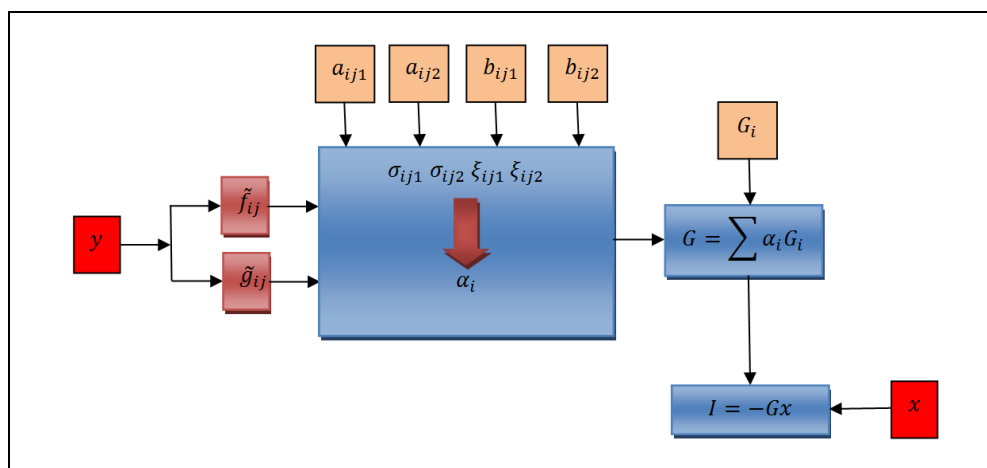 a_{ij1} a_{ij2} b_{ij1} b_{ij2}
G_i
σ_{ij1} σ_{ij2} ξ_{ij1} ξ_{ij2}
f̃_{ij}
y
G = ∑ α_i G_i
g̃_{ij}
α_i
I = −Gx
x